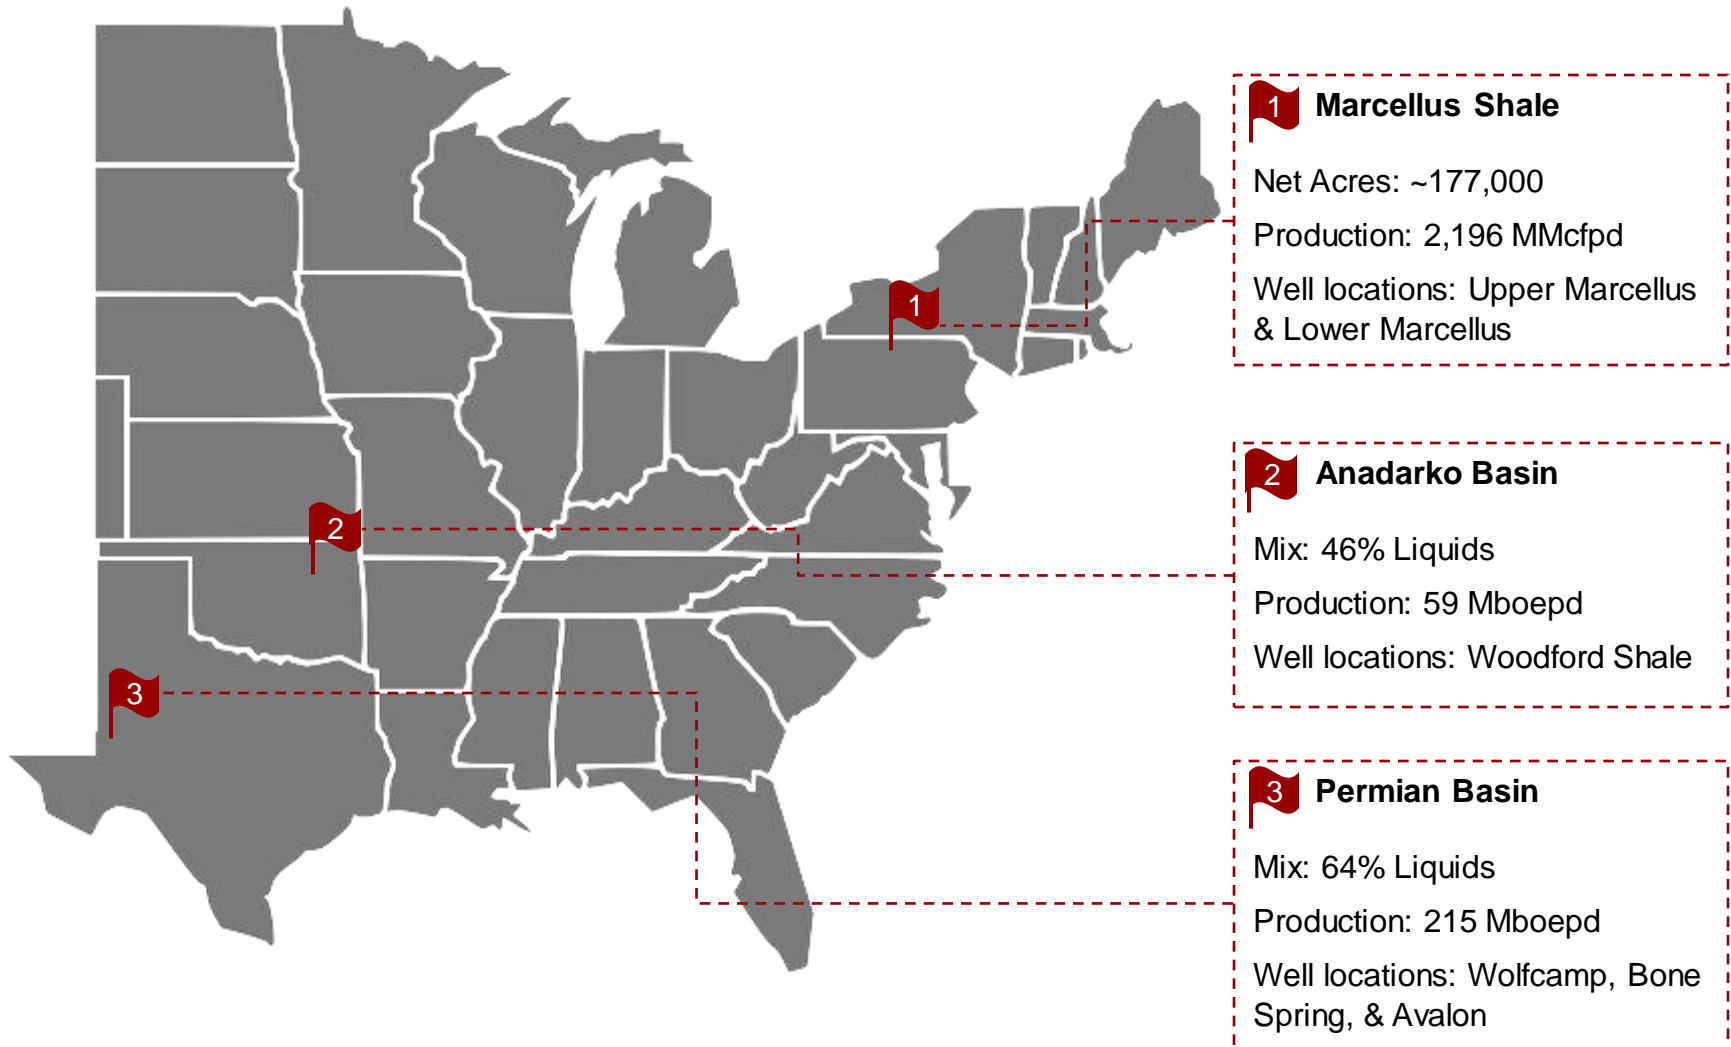 1 Marcellus Shale
Net Acres: ~177,000
Production: 2,196 MMcfpd
Well locations: Upper Marcellus
& Lower Marcellus
1
2 Anadarko Basin
Mix: 46% Liquids
Production: 59 Mboepd
Well locations: Woodford Shale
2
3 Permian Basin
Mix: 64% Liquids
Production: 215 Mboepd
Well locations: Wolfcamp, Bone
Spring, & Avalon
3